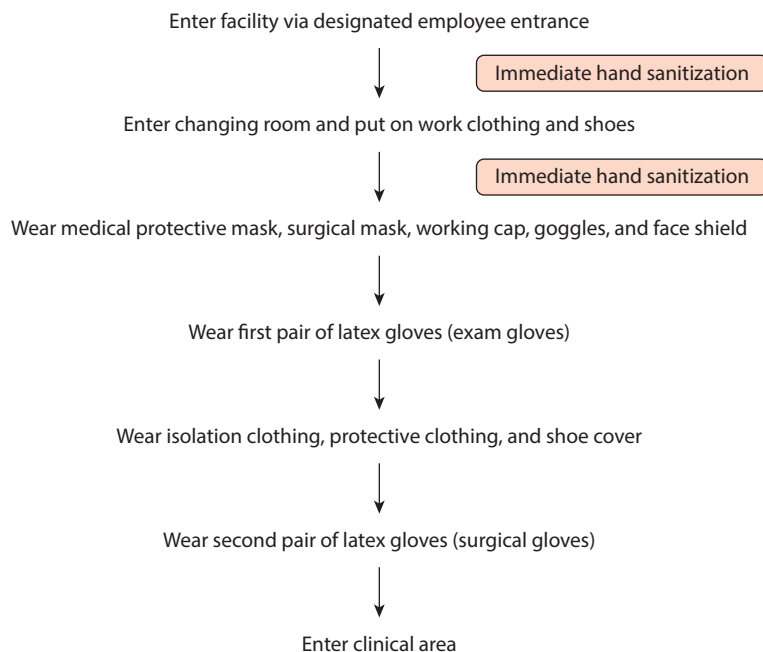 Enter facility via designated employee entrance
Immediate hand sanitization
Enter changing room and put on work clothing and shoes
Immediate hand sanitization
Wear medical protective mask, surgical mask, working cap, goggles, and face shield
Wear first pair of latex gloves (exam gloves)
Wear isolation clothing, protective clothing, and shoe cover
Wear second pair of latex gloves (surgical gloves)
Enter clinical area